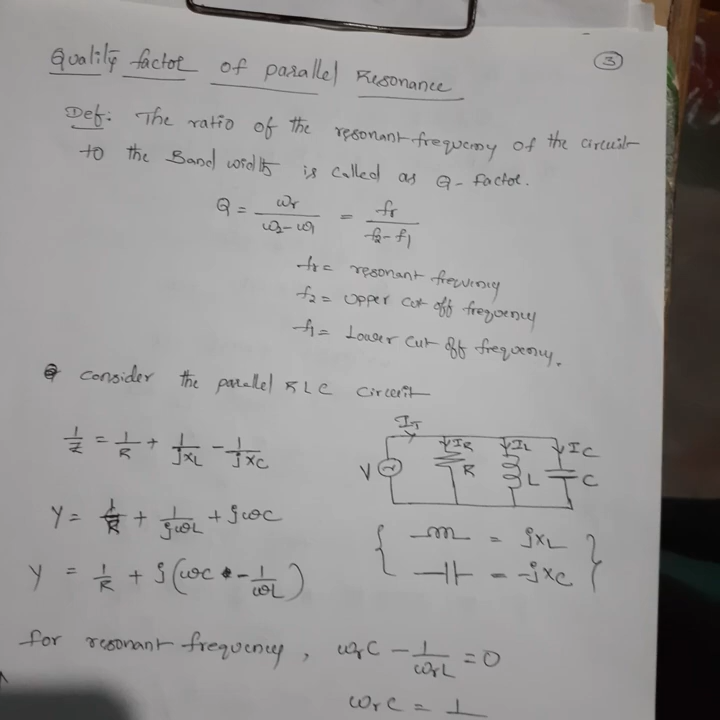 ③
Quality factor of parallel Resonance
Def: The ratio of the resonant frequency of the circuit
to the Band width is called as Q-factor.
Q = ωr / (ω2 - ω1) = fr / (f2 - f1)
fr = resonant frequency
f2 = Upper cut off frequency
f1 = Lower cut off frequency.
consider the parallel RLC circuit
1/Z = 1/R + 1/jXL - 1/jXC
IT
IR IL IC
V R L C
Y = 1/R + 1/jωL + jωC
= jXL
Y = 1/R + j(ωC - 1/ωL)
= -jXC
for resonant frequency, ωrC - 1/ωrL = 0
ωrC = 1